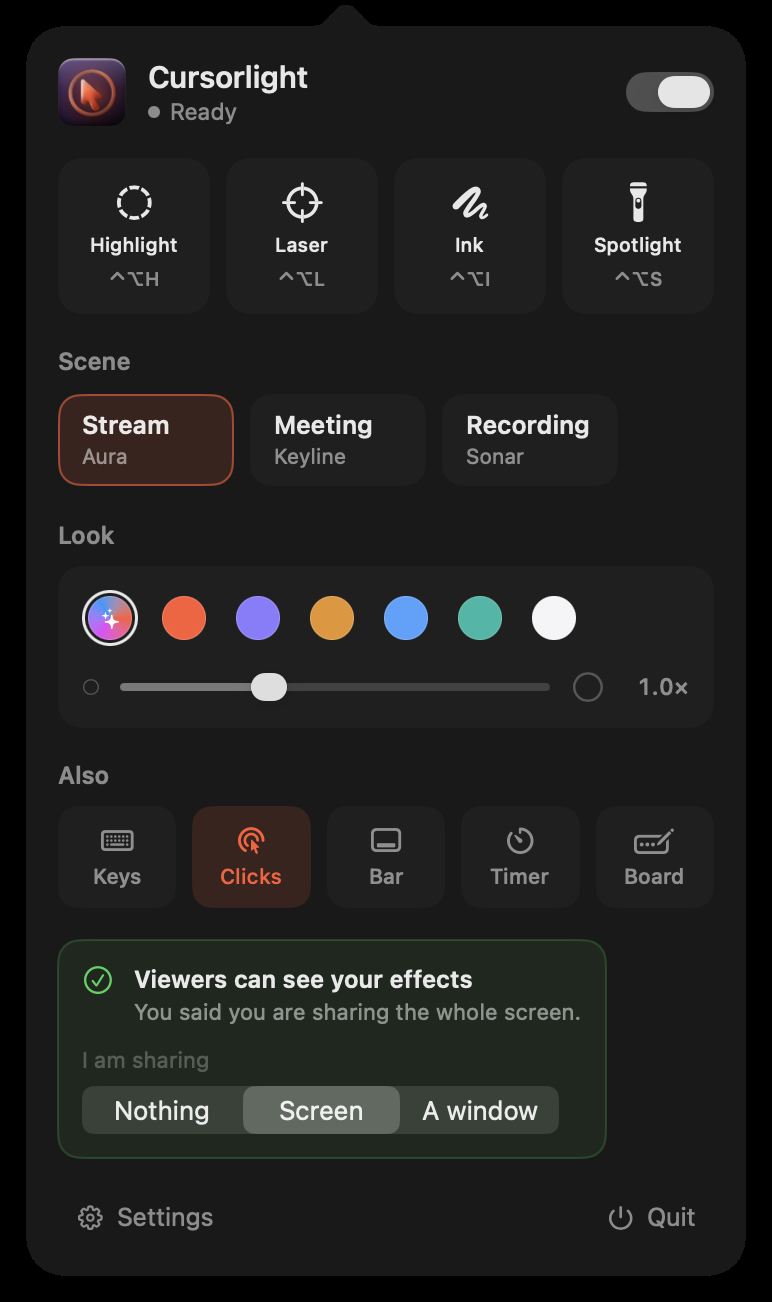 Cursorlight
Ready
Highlight Laser Ink Spotlight
^⌥H ^⌥L ^⌥I ^⌥S
Scene
Stream Meeting Recording
Aura Keyline Sonar
Look
1.0×
Also
Keys Clicks Bar Timer Board
Viewers can see your effects
You said you are sharing the whole screen.
I am sharing
Nothing Screen A window
Settings Quit